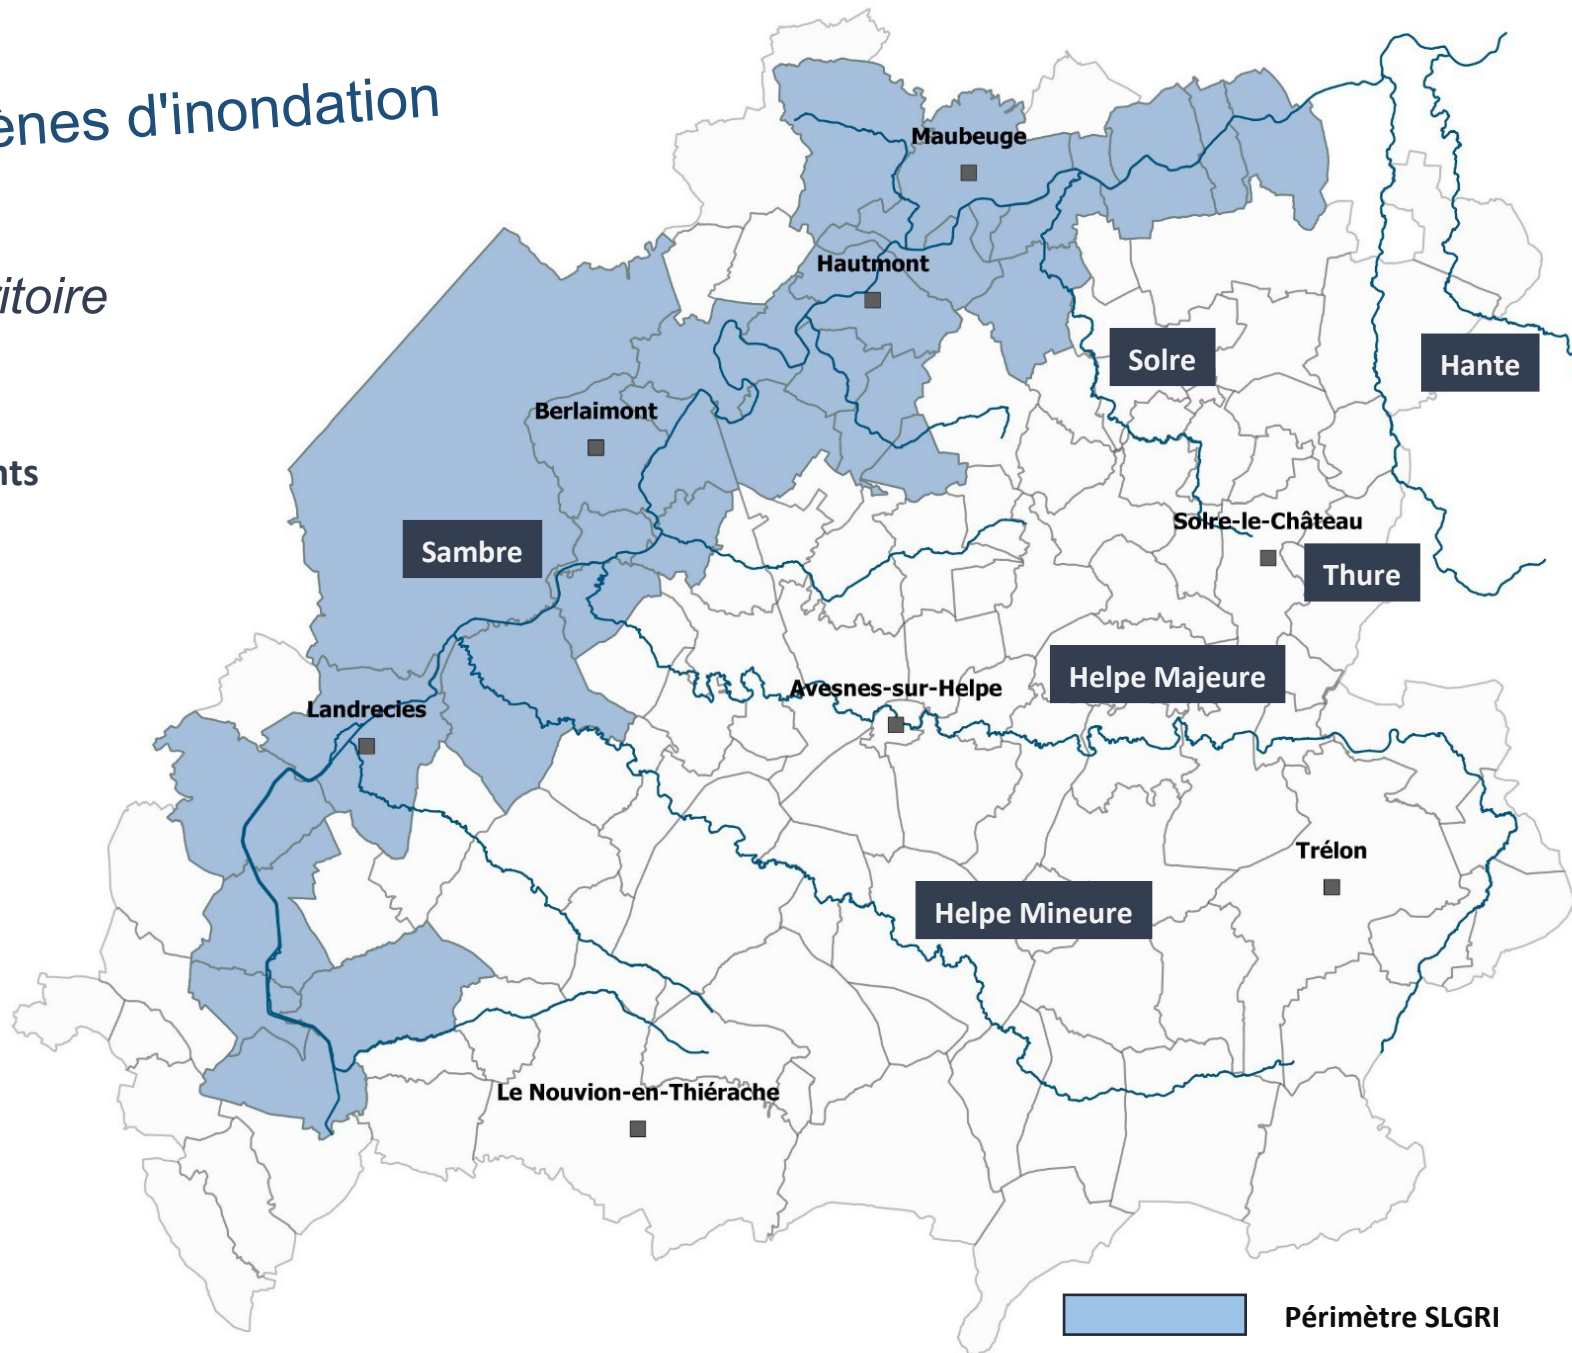 ènes d'inondation
itoire
nts
Maubeuge
Hautmont
Solre
Hante
Berlaimont
Sambre
Solre-le-Château
Thure
Helpe Majeure
Avesnes-sur-Helpe
Landrecies
Trélon
Helpe Mineure
Le Nouvion-en-Thiérache
Périmètre SLGRI